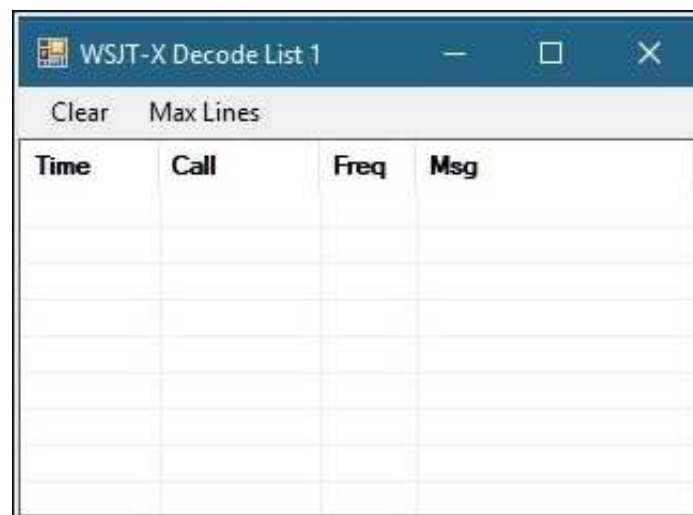 WSJT-X Decode List 1
Clear Max Lines
Time Call Freq Msg